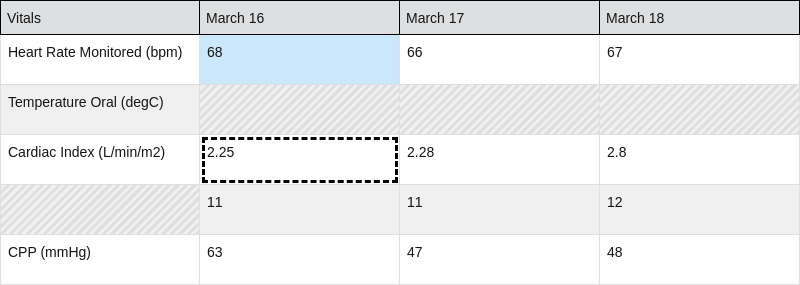 Vitals March 16 March 17 March 18
Heart Rate Monitored (bpm) 68 66 67
Temperature Oral (degC)
Cardiac Index (L/min/m2) 2.25 2.28 2.8
11 11 12
CPP (mmHg) 63 47 48